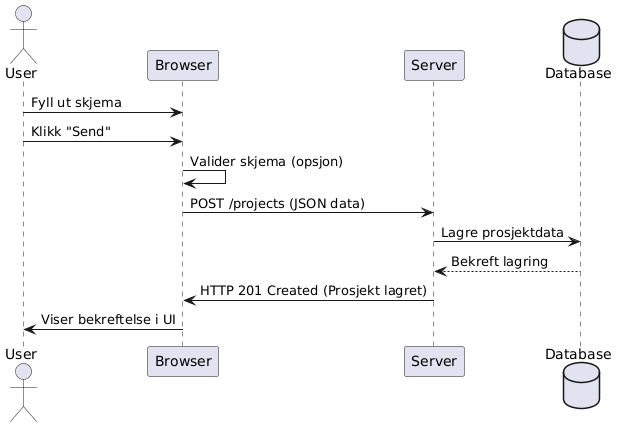 User
Browser
Server
Database
Fyll ut skjema
Klikk "Send"
Valider skjema (opsjon)
POST /projects (JSON data)
Lagre prosjektdata
Bekreft lagring
HTTP 201 Created (Prosjekt lagret)
Viser bekreftelse i UI
User
Browser
Server
Database